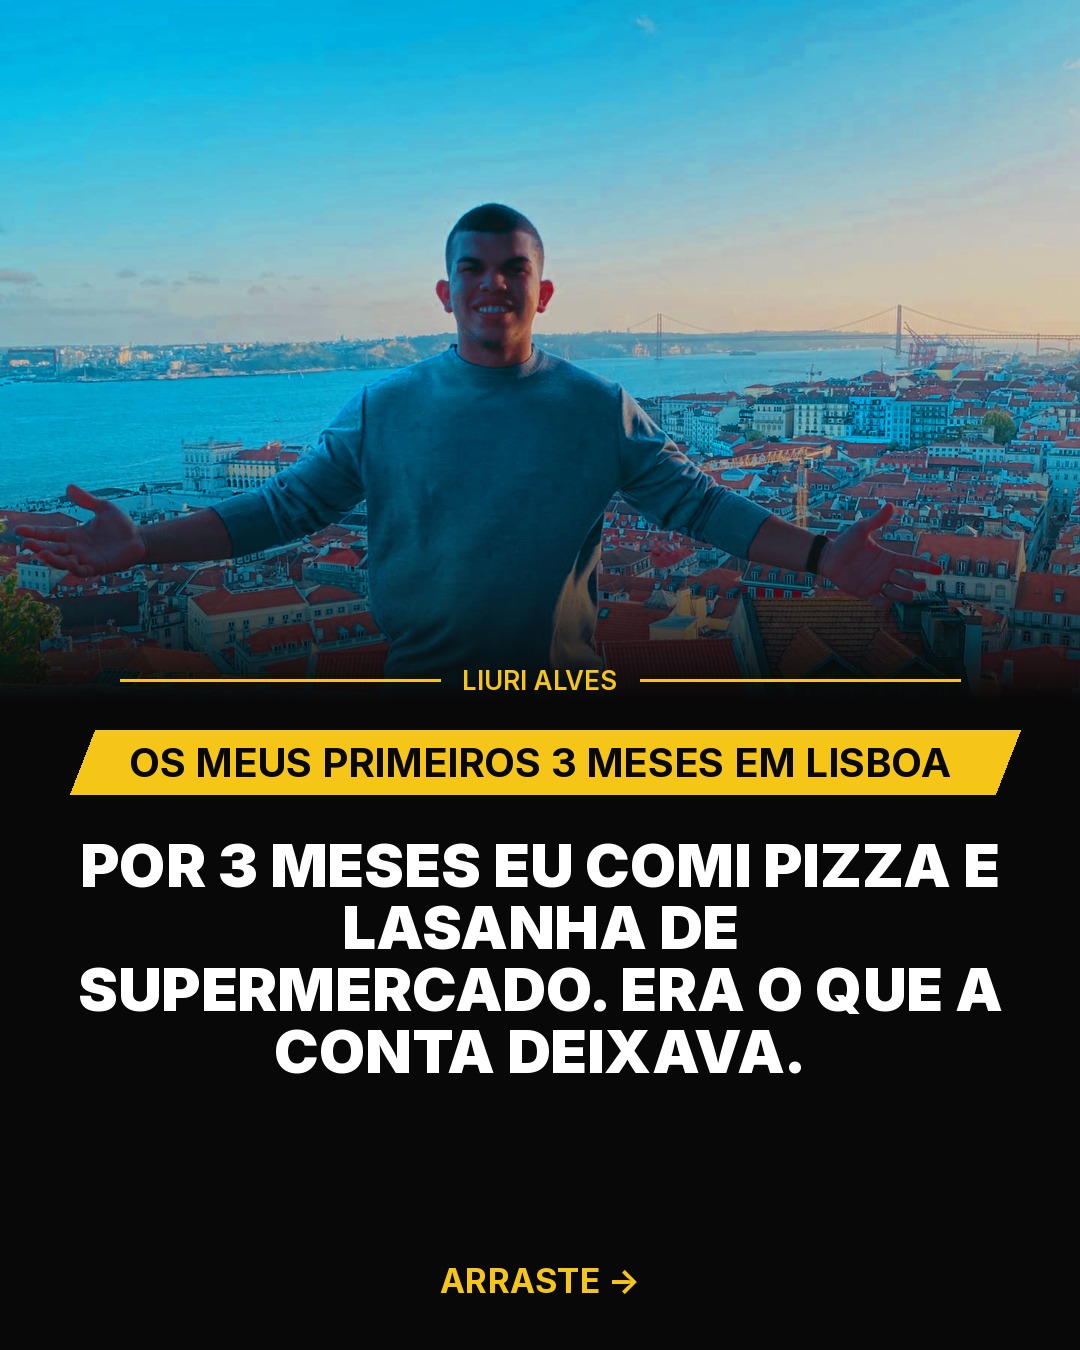 LIURI ALVES
OS MEUS PRIMEIROS 3 MESES EM LISBOA
POR 3 MESES EU COMI PIZZA E
LASANHA DE
SUPERMERCADO. ERA O QUE A
CONTA DEIXAVA.
ARRASTE →